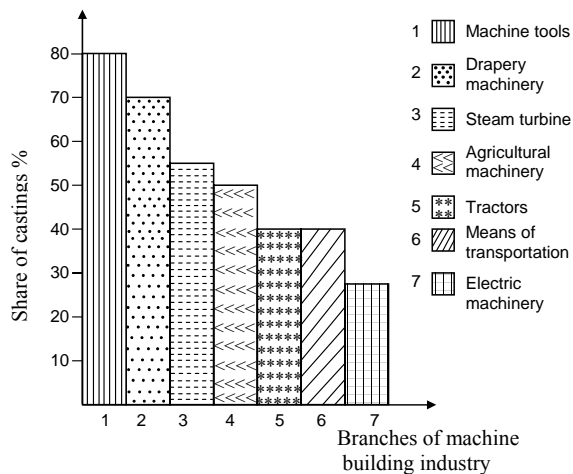 80
70
60
50
40
30
20
10
Share of castings %
1 2 3 4 5 6 7
Branches of machine
building industry
1 Machine tools
2 Drapery
machinery
3 Steam turbine
4 Agricultural
machinery
5 Tractors
6 Means of
transportation
7 Electric
machinery